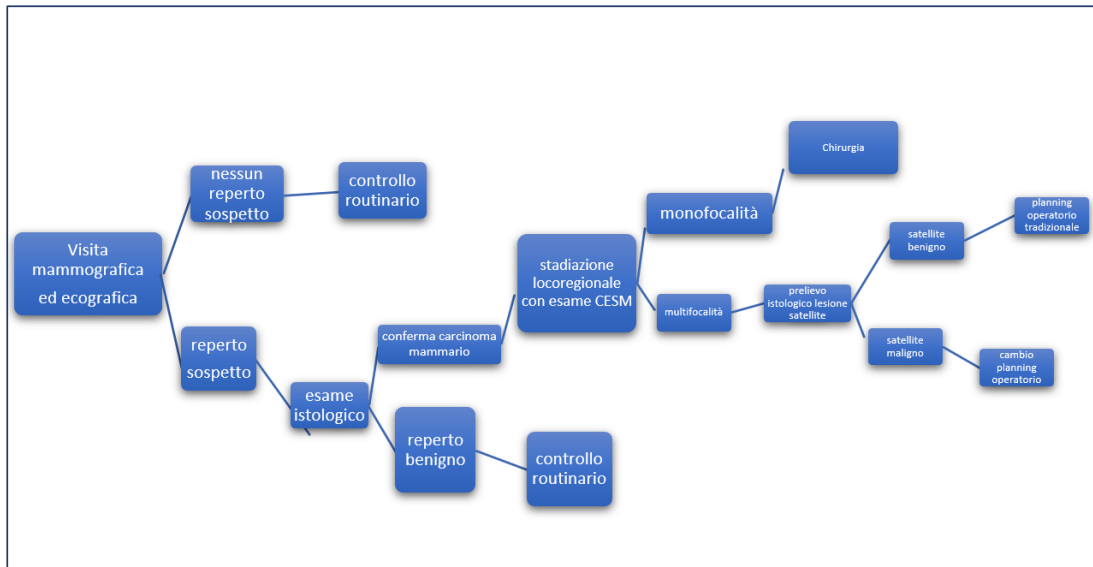 Visita
mammografica
ed ecografica
nessun
reperto
sospetto
controllo
routinario
reperto
sospetto
esame
istologico
conferma carcinoma
mammario
reperto
benigno
controllo
routinario
stadiazione
locoregionale
con esame CESM
monofocalità
Chirurgia
multifocalità
prelievo
istologico lesione
satellite
satellite
benigno
planning
operatorio
tradizionale
satellite
maligno
cambio
planning
operatorio